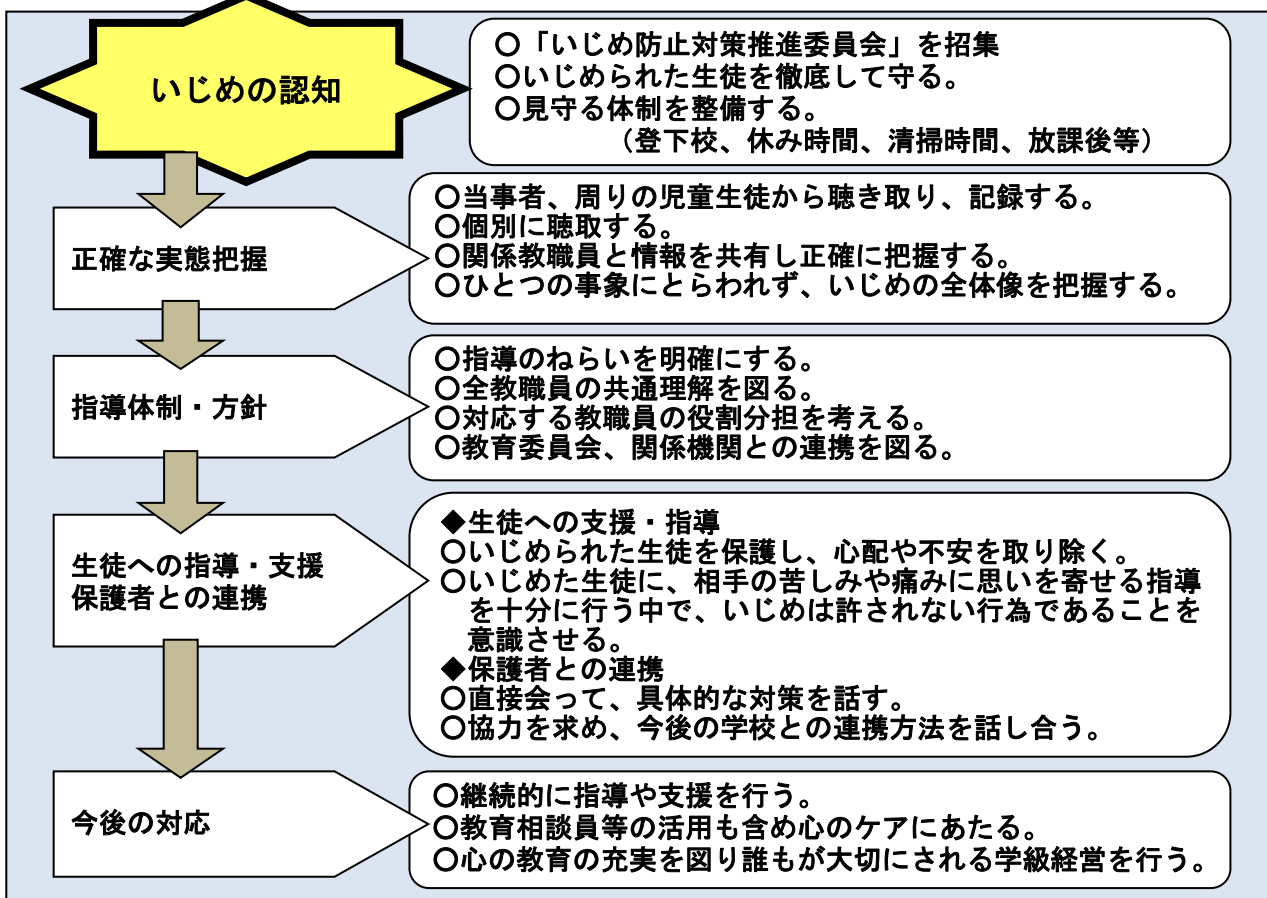 いじめの認知
○「いじめ防止対策推進委員会」を招集
○いじめられた生徒を徹底して守る。
○見守る体制を整備する。
（登下校、休み時間、清掃時間、放課後等）
正確な実態把握
○当事者、周りの児童生徒から聴き取り、記録する。
○個別に聴取する。
○関係教職員と情報を共有し正確に把握する。
○ひとつの事象にとらわれず、いじめの全体像を把握する。
指導体制・方針
○指導のねらいを明確にする。
○全教職員の共通理解を図る。
○対応する教職員の役割分担を考える。
○教育委員会、関係機関との連携を図る。
生徒への指導・支援
保護者との連携
◆生徒への支援・指導
○いじめられた生徒を保護し、心配や不安を取り除く。
○いじめた生徒に、相手の苦しみや痛みに思いを寄せる指導
を十分に行う中で、いじめは許されない行為であることを
意識させる。
◆保護者との連携
○直接会って、具体的な対策を話す。
○協力を求め、今後の学校との連携方法を話し合う。
今後の対応
○継続的に指導や支援を行う。
○教育相談員等の活用も含め心のケアにあたる。
○心の教育の充実を図り誰もが大切にされる学級経営を行う。